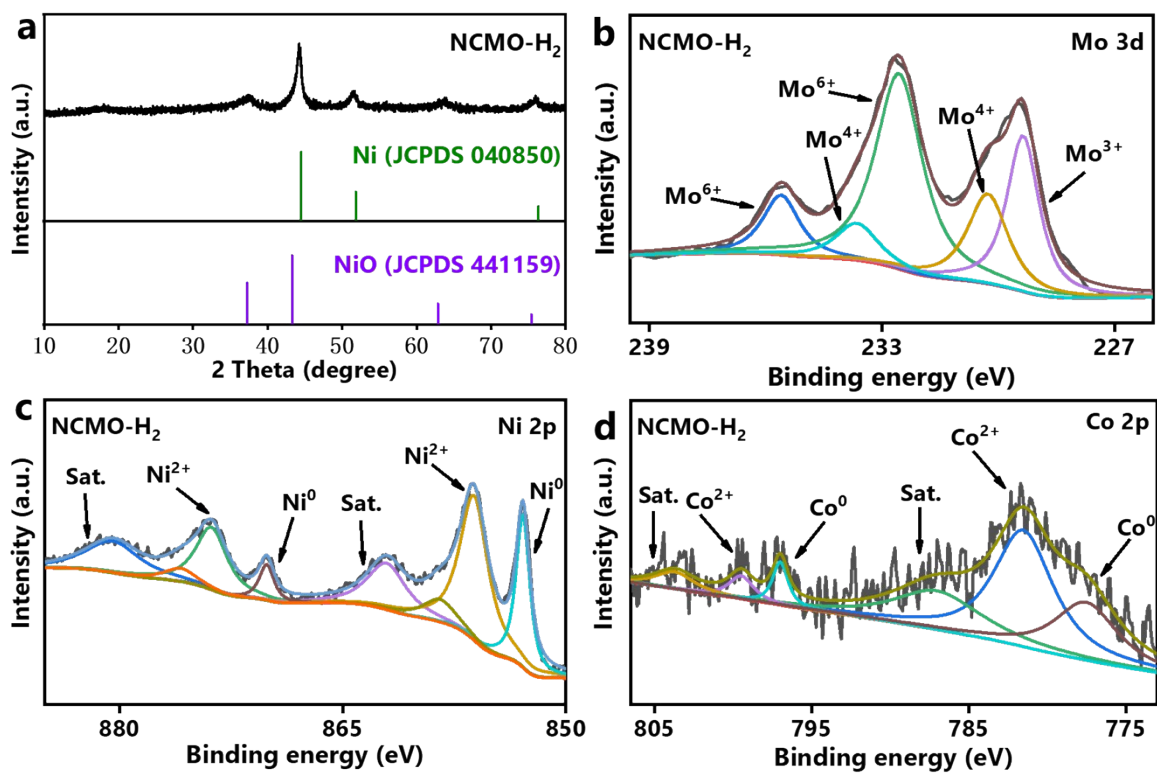 a
NCMO-H₂
Intentsity (a.u.)
Ni (JCPDS 040850)
NiO (JCPDS 441159)
10 20 30 40 50 60 70 80
2 Theta (degree)
b
NCMO-H₂
Mo 3d
Intensity (a.u.)
Mo⁶⁺
Mo⁴⁺
Mo⁶⁺
Mo⁴⁺
Mo³⁺
239 233 227
Binding energy (eV)
c
NCMO-H₂
Ni 2p
Intensity (a.u.)
Sat.
Ni²⁺
Ni⁰
Sat.
Ni²⁺
Ni⁰
880 865 850
Binding energy (eV)
d
NCMO-H₂
Co 2p
Intensity (a.u.)
Sat.
Co²⁺
Co⁰
Sat.
Co²⁺
Co⁰
805 795 785 775
Binding energy (eV)